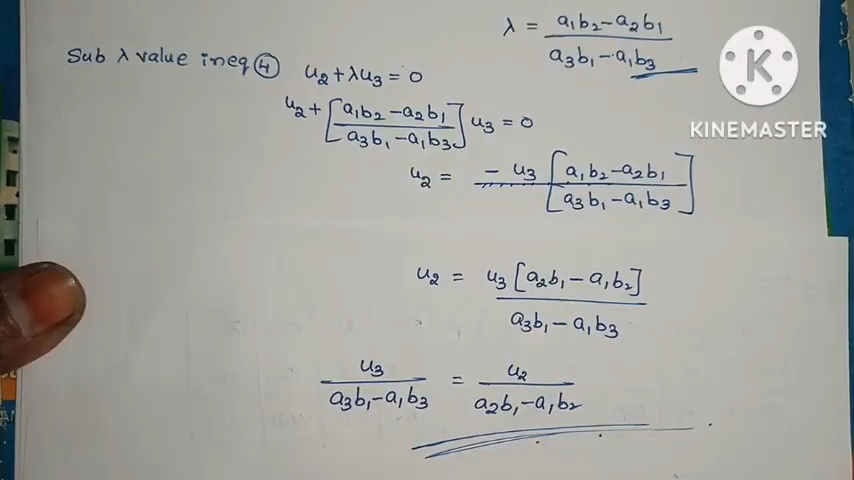 λ = a₁b₂-a₂b₁ / a₃b₁-a₁b₃
K
KINEMASTER
Sub λ value in eq ④ u₂+λu₃=0
u₂+[a₁b₂-a₂b₁ / a₃b₁-a₁b₃]u₃=0
u₂ = -u₃[a₁b₂-a₂b₁ / a₃b₁-a₁b₃]
u₂ = u₃[a₂b₁-a₁b₂] / a₃b₁-a₁b₃
u₃ / a₃b₁-a₁b₃ = u₂ / a₂b₁-a₁b₂